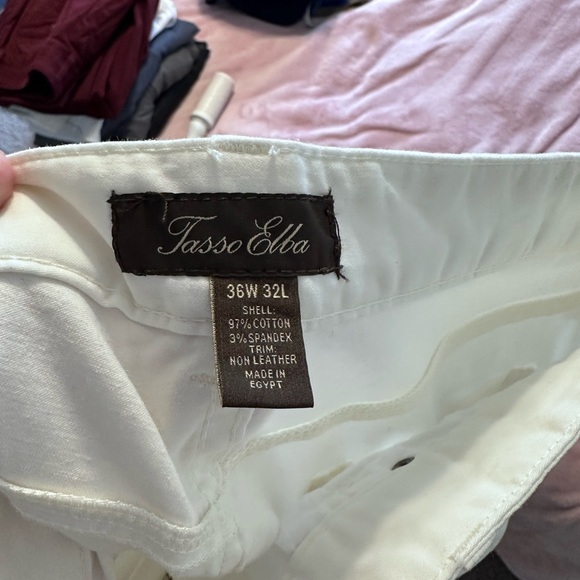 Tasso Elba
36W 32L
SHELL:
97% COTTON
3% SPANDEX
TRIM:
NON LEATHER
MADE IN
EGYPT